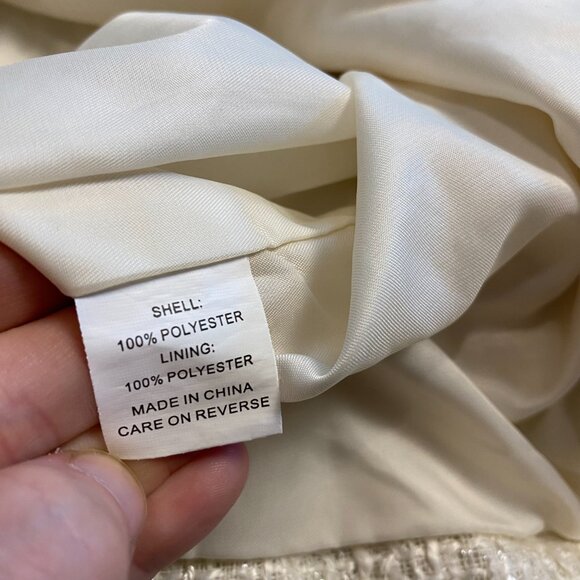 SHELL:
100% POLYESTER
LINING:
100% POLYESTER
MADE IN CHINA
CARE ON REVERSE